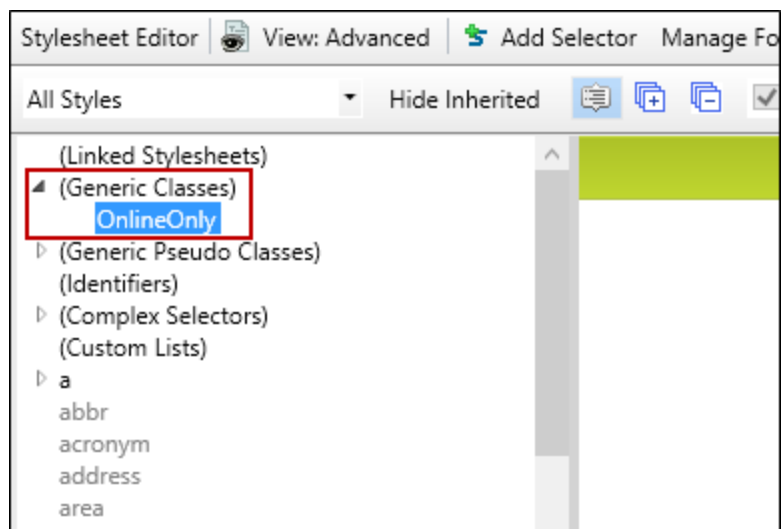 Stylesheet Editor View: Advanced Add Selector Manage Fo
All Styles Hide Inherited
(Linked Stylesheets)
(Generic Classes)
OnlineOnly
(Generic Pseudo Classes)
(Identifiers)
(Complex Selectors)
(Custom Lists)
a
abbr
acronym
address
area